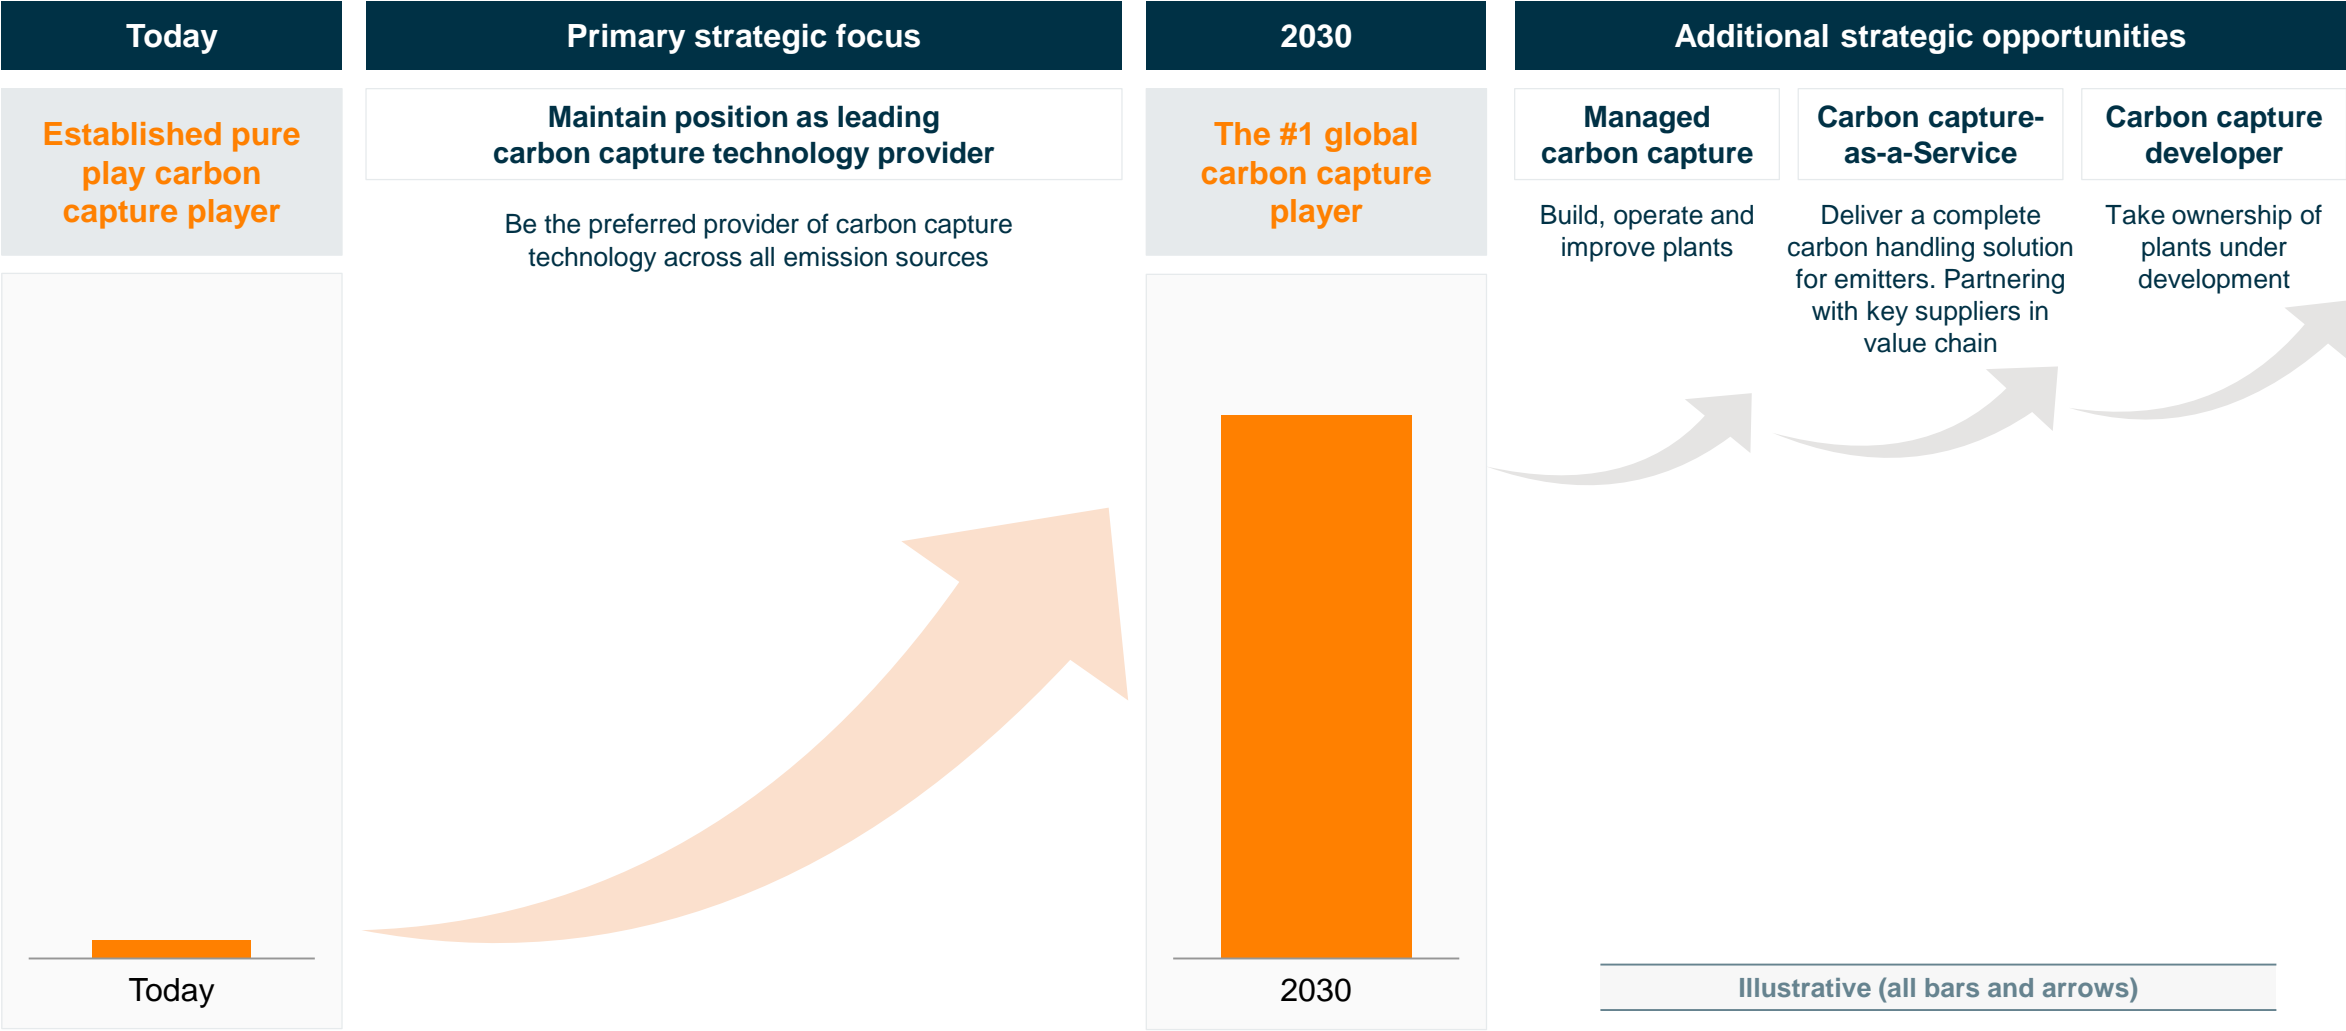 Today
Established pure
play carbon
capture player
Today
Primary strategic focus
Maintain position as leading
carbon capture technology provider
Be the preferred provider of carbon capture
technology across all emission sources
2030
The #1 global
carbon capture
player
2030
Additional strategic opportunities
Managed
carbon capture
Build, operate and
improve plants
Carbon capture-
as-a-Service
Deliver a complete
carbon handling solution
for emitters. Partnering
with key suppliers in
value chain
Carbon capture
developer
Take ownership of
plants under
development
Illustrative (all bars and arrows)